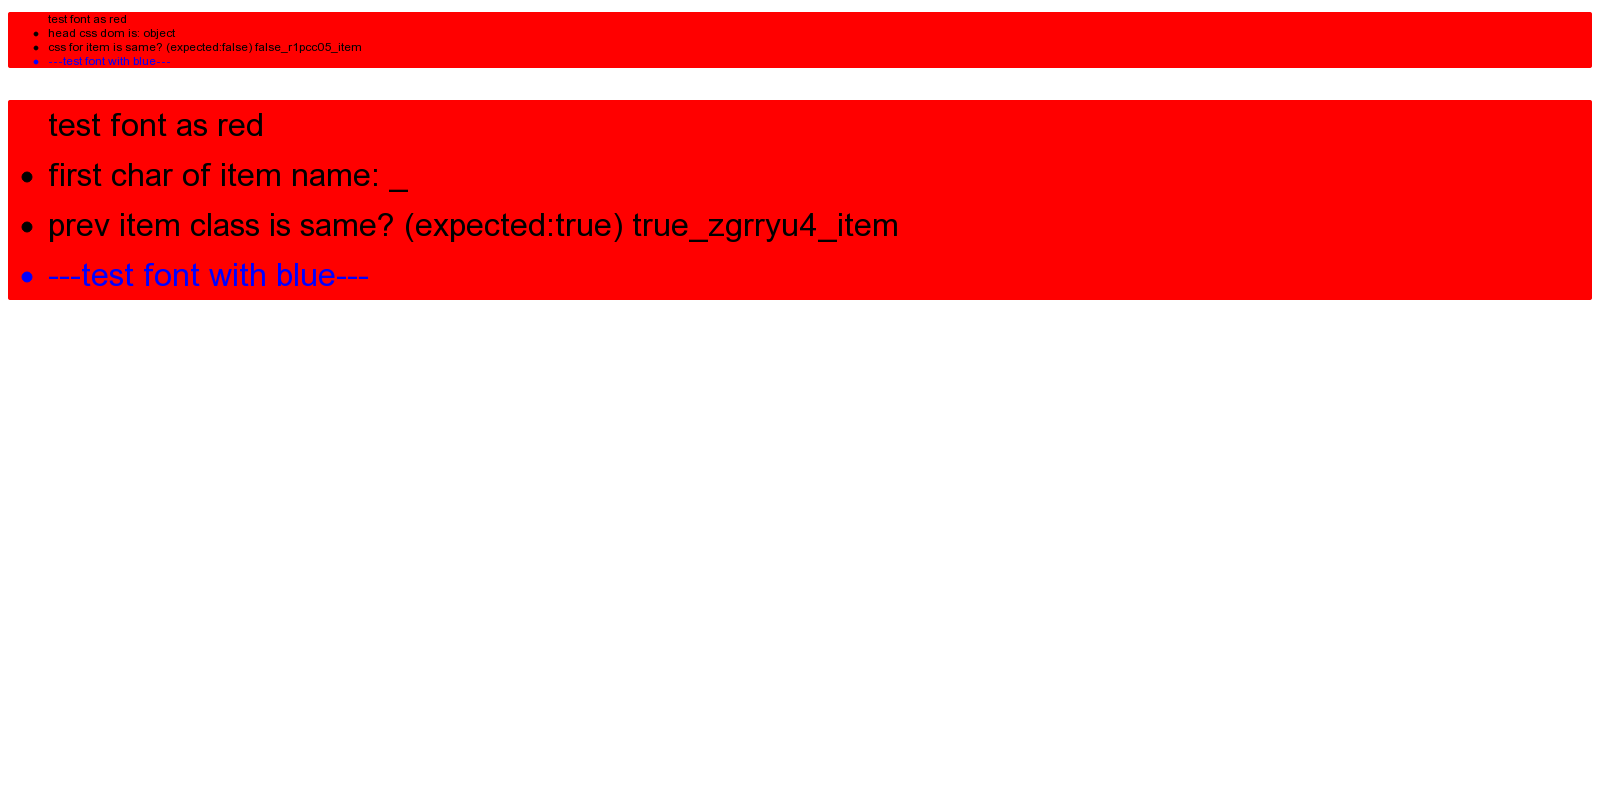 test font as red
head css dom is: object
css for item is same? (expected:false) false_r1pcc05_item
---test font with blue---
test font as red
first char of item name: _
prev item class is same? (expected:true) true_zgrryu4_item
---test font with blue---